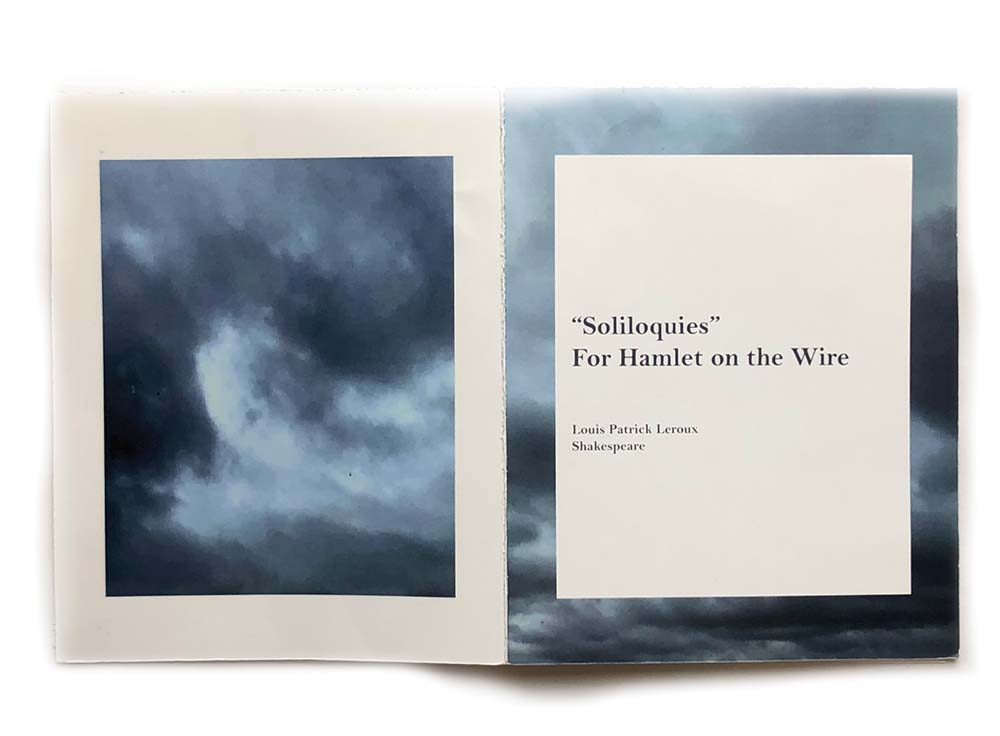 “Soliloquies”
For Hamlet on the Wire
Louis Patrick Leroux
Shakespeare